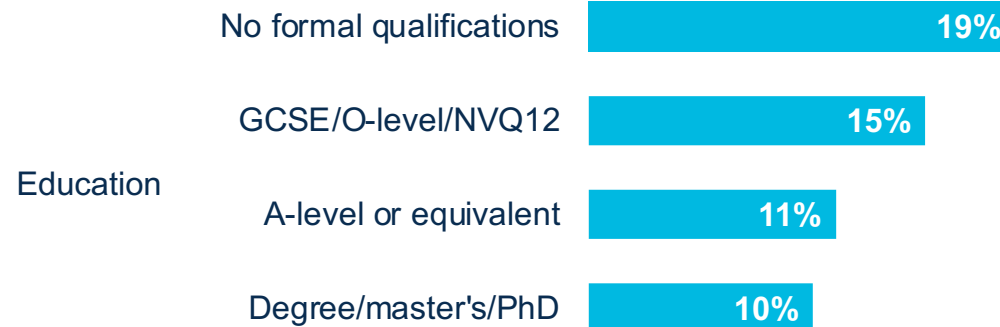 No formal qualifications 19%
GCSE/O-level/NVQ12 15%
Education
A-level or equivalent 11%
Degree/master's/PhD 10%